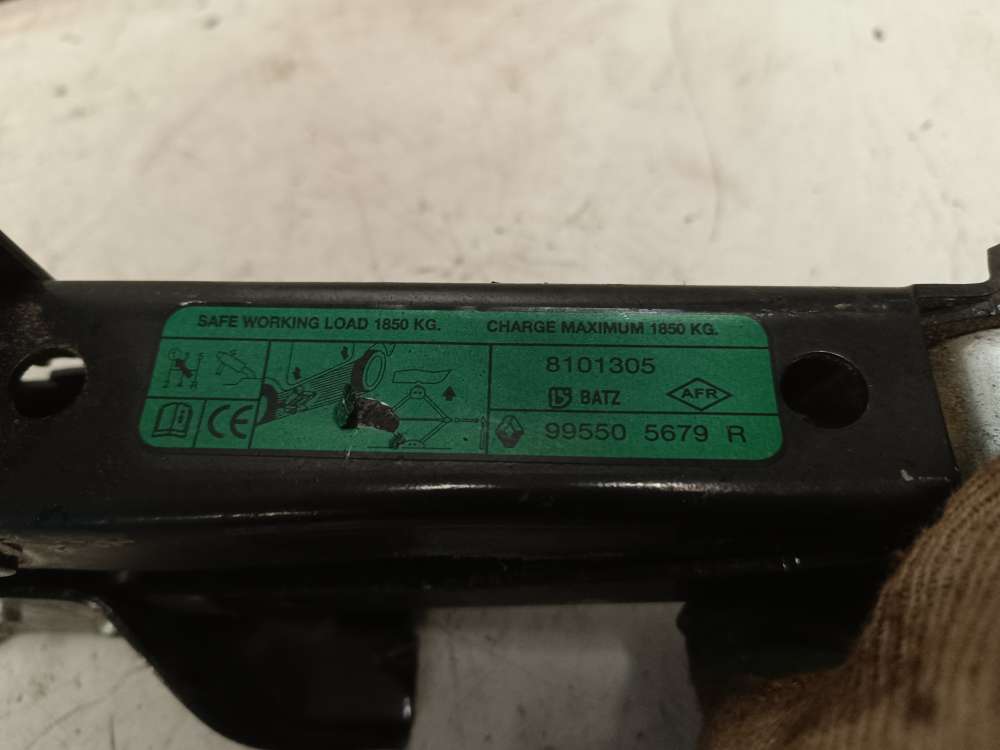 SAFE WORKING LOAD 1850 KG. CHARGE MAXIMUM 1850 KG.
8101305
BATZ AFR
CE 99550 5679 R